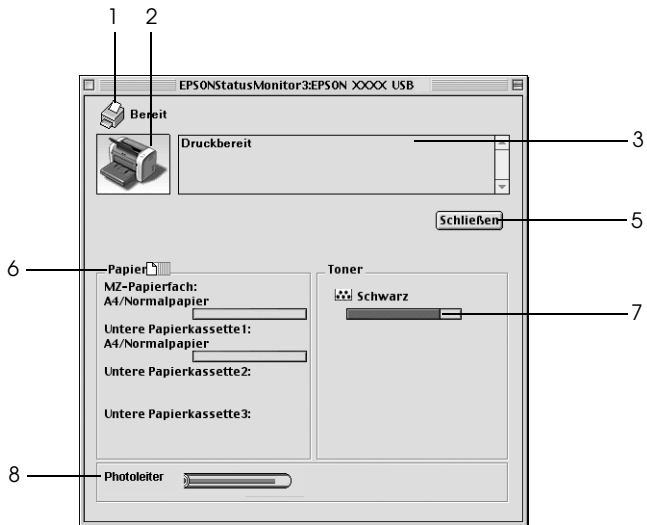 1 2
EPSONStatusMonitor3:EPSON XXXX USB
Bereit
Druckbereit
3
Schließen
5
6
Papier
MZ-Papierfach:
A4/Normalpapier
Untere Papierkassette1:
A4/Normalpapier
Untere Papierkassette2:
Untere Papierkassette3:
Toner
Schwarz
7
8
Photoleiter